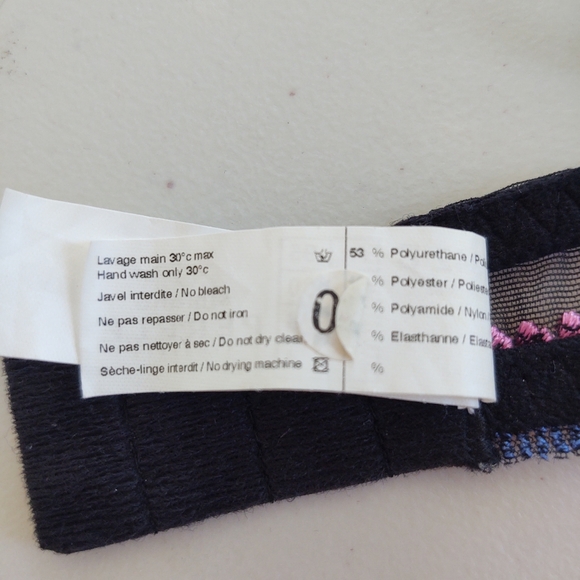 Lavage main 30°c max
Hand wash only 30°c
Javel interdite / No bleach
Ne pas repasser / Do not iron
Ne pas nettoyer à sec / Do not dry clean
Sèche-linge interdit / No drying machine
0
53 % Polyurethane /
% Polyester /
% Polyamide / Nylon
% Elasthanne /
%